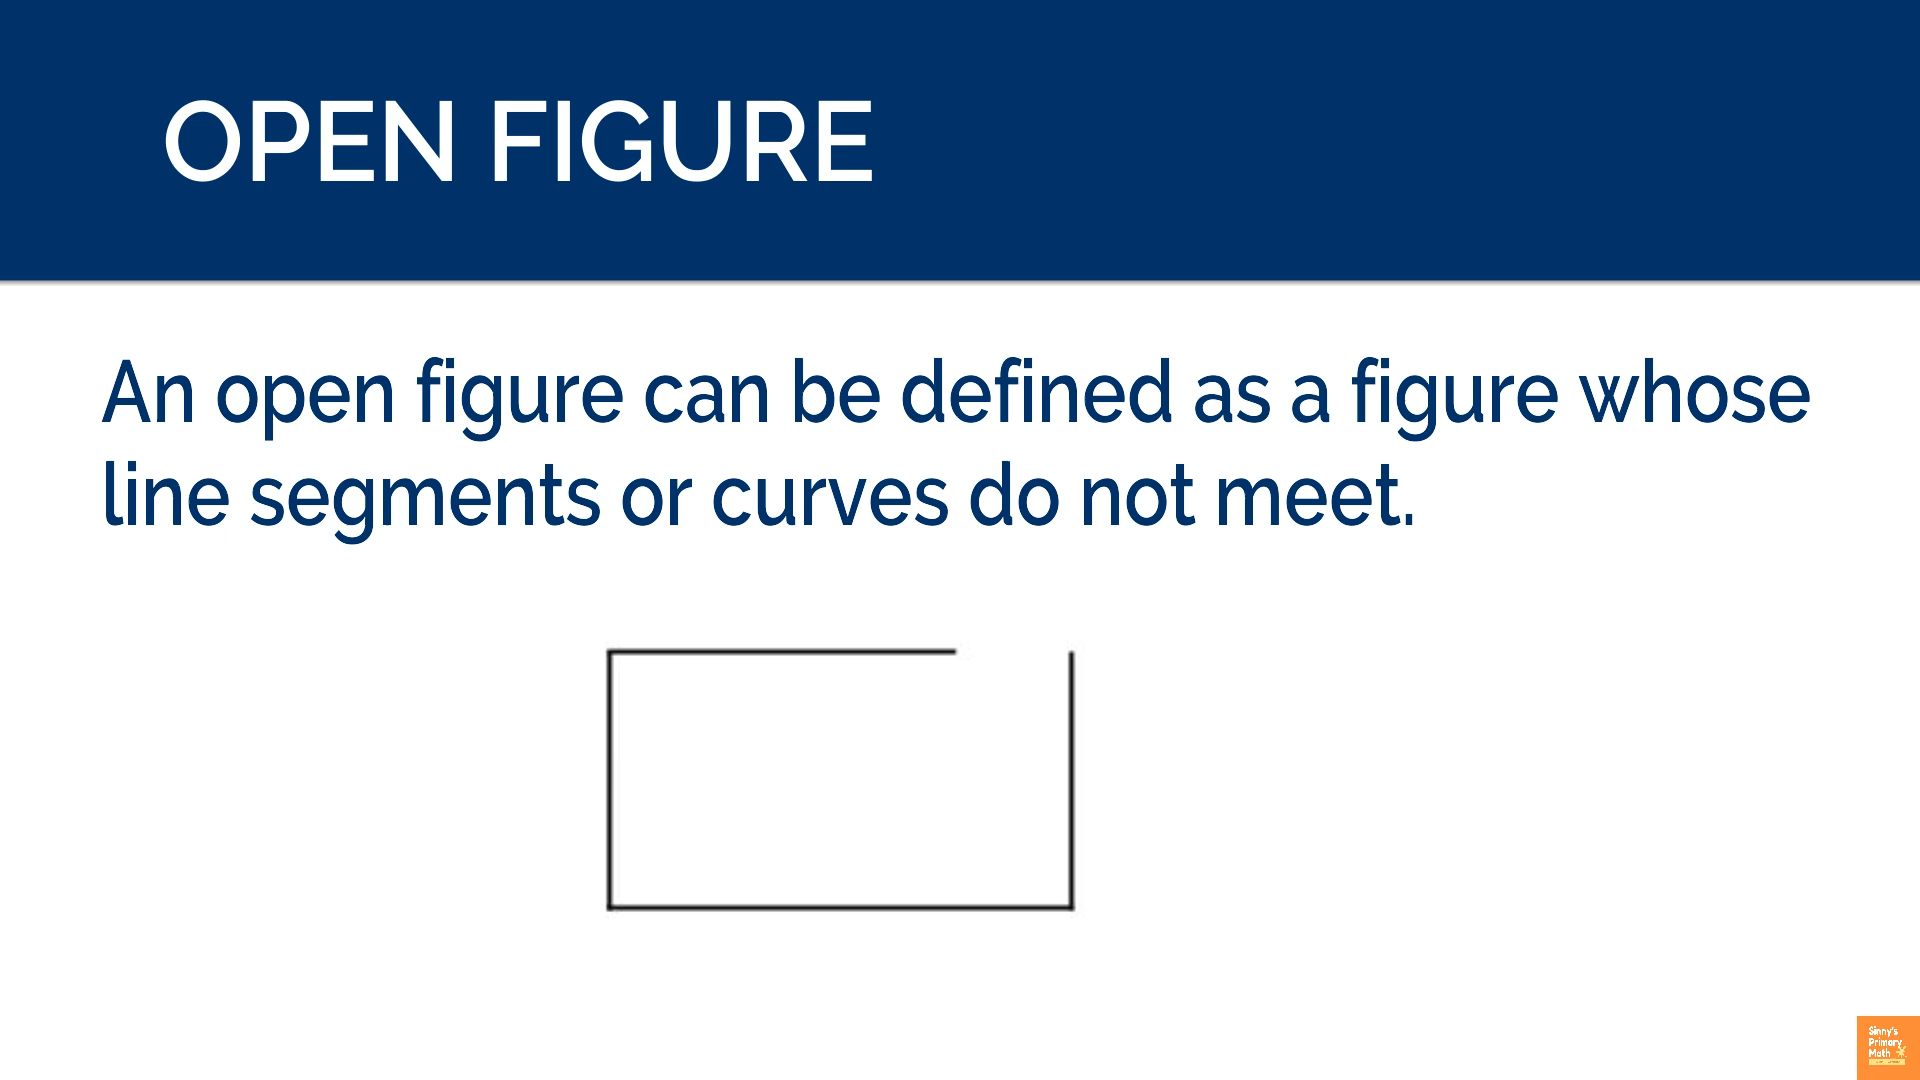 OPEN FIGURE
An open figure can be defined as a figure whose
line segments or curves do not meet.
Sinny's
Primary
Math